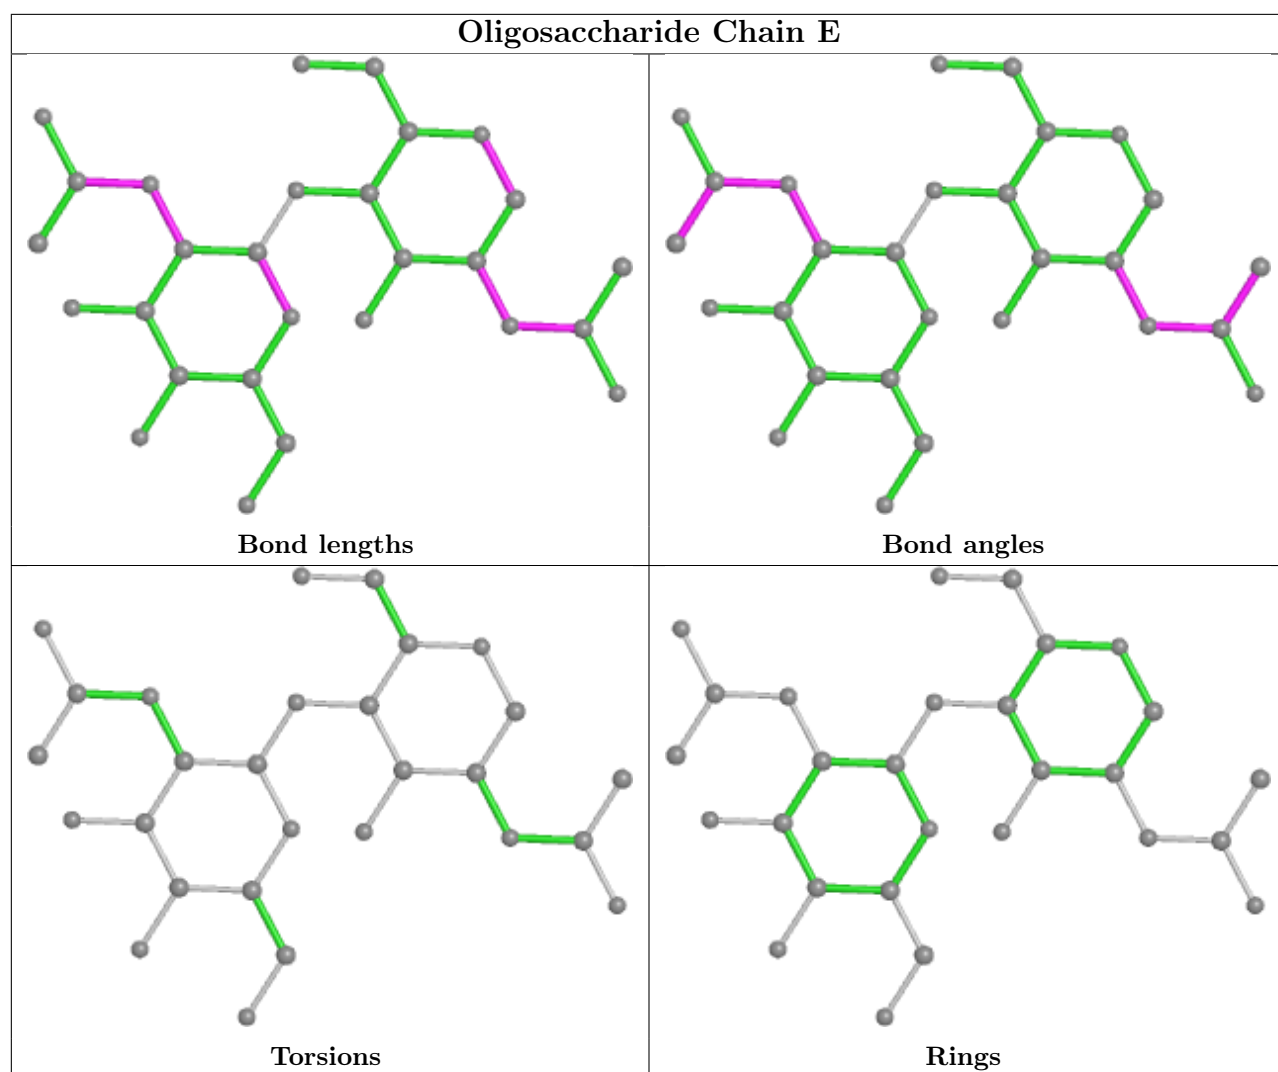 Oligosaccharide Chain E
Bond lengths
Bond angles
Torsions
Rings